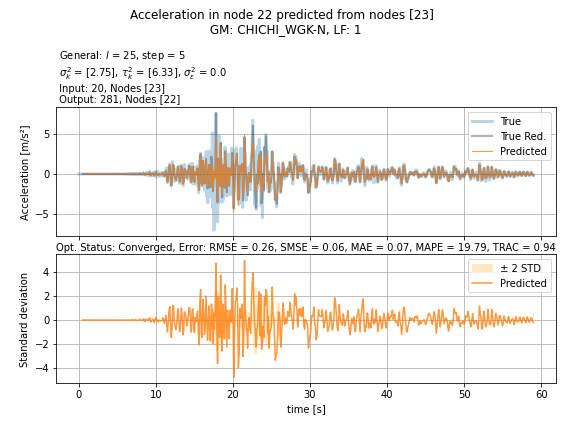 Acceleration in node 22 predicted from nodes [23]
GM: CHICHI_WGK-N, LF: 1
General: l = 25, step = 5
σ²ₖ = [2.75], τ²ₖ = [6.33], σ²ε = 0.0
Input: 20, Nodes [23]
Output: 281, Nodes [22]
True
True Red.
Predicted
5
0
−5
Acceleration [m/s²]
Opt. Status: Converged, Error: RMSE = 0.26, SMSE = 0.06, MAE = 0.07, MAPE = 19.79, TRAC = 0.94
± 2 STD
Predicted
4
2
0
−2
−4
Standard deviation
0 10 20 30 40 50 60
time [s]